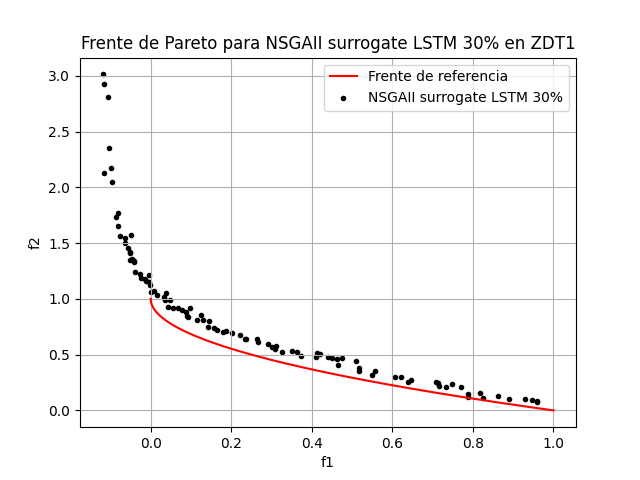 Frente de Pareto para NSGAII surrogate LSTM 30% en ZDT1
Frente de referencia
NSGAII surrogate LSTM 30%
f2
3.0
2.5
2.0
1.5
1.0
0.5
0.0
0.0 0.2 0.4 0.6 0.8 1.0
f1